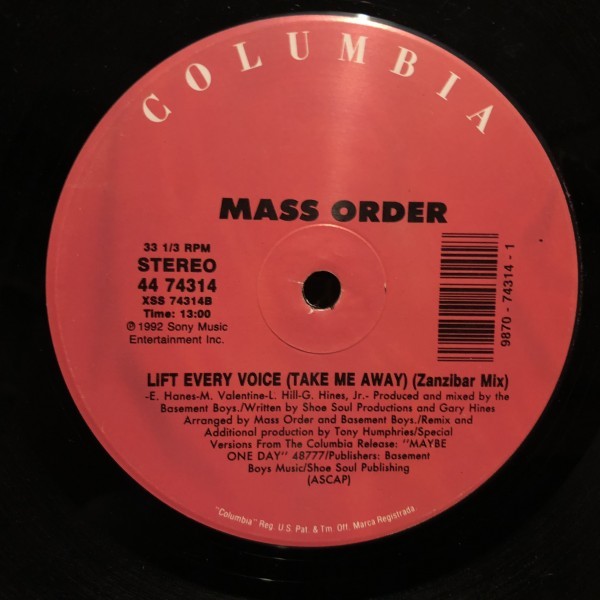 COLUMBIA
MASS ORDER
33 1/3 RPM
STEREO
44 74314
XSS 74314B
Time: 13:00
℗ 1992 Sony Music
Entertainment Inc.
9870 - 74314 - 1
LIFT EVERY VOICE (TAKE ME AWAY) (Zanzibar Mix)
-E. Hanes-M. Valentine-L. Hill-G. Hines, Jr.- Produced and mixed by the
Basement Boys./Written by Shoe Soul Productions and Gary Hines
Arranged by Mass Order and Basement Boys./Remix and
Additional production by Tony Humphries/Special
Versions From The Columbia Release: "MAYBE
ONE DAY" 48777/Publishers: Basement
Boys Music/Shoe Soul Publishing
(ASCAP)
"Columbia" Reg. U.S. Pat. & Tm. Off. Marca Registrada